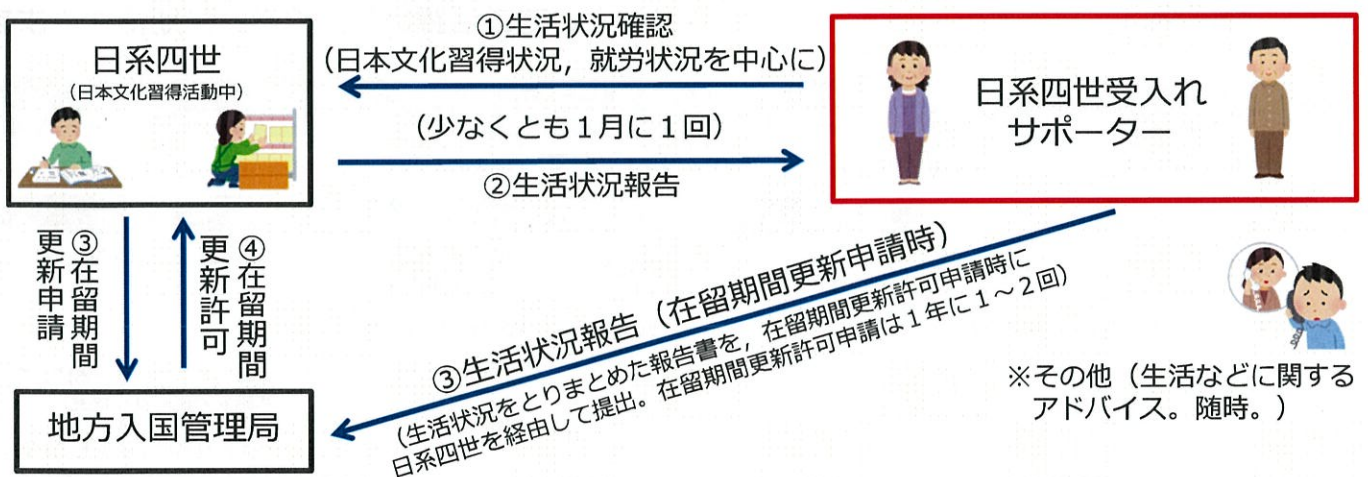 ①生活状況確認
(日本文化習得状況，就労状況を中心に)
日系四世
(日本文化習得活動中)
日系四世受入れ
サポーター
(少なくとも１月に１回)
②生活状況報告
③在留期間
更新申請
④在留期間
更新許可
③生活状況報告（在留期間更新申請時）
（生活状況をとりまとめた報告書を，在留期間更新許可申請時に
日系四世を経由して提出。在留期間更新許可申請は１年に１～２回）
地方入国管理局
※その他（生活などに関する
アドバイス。随時。）